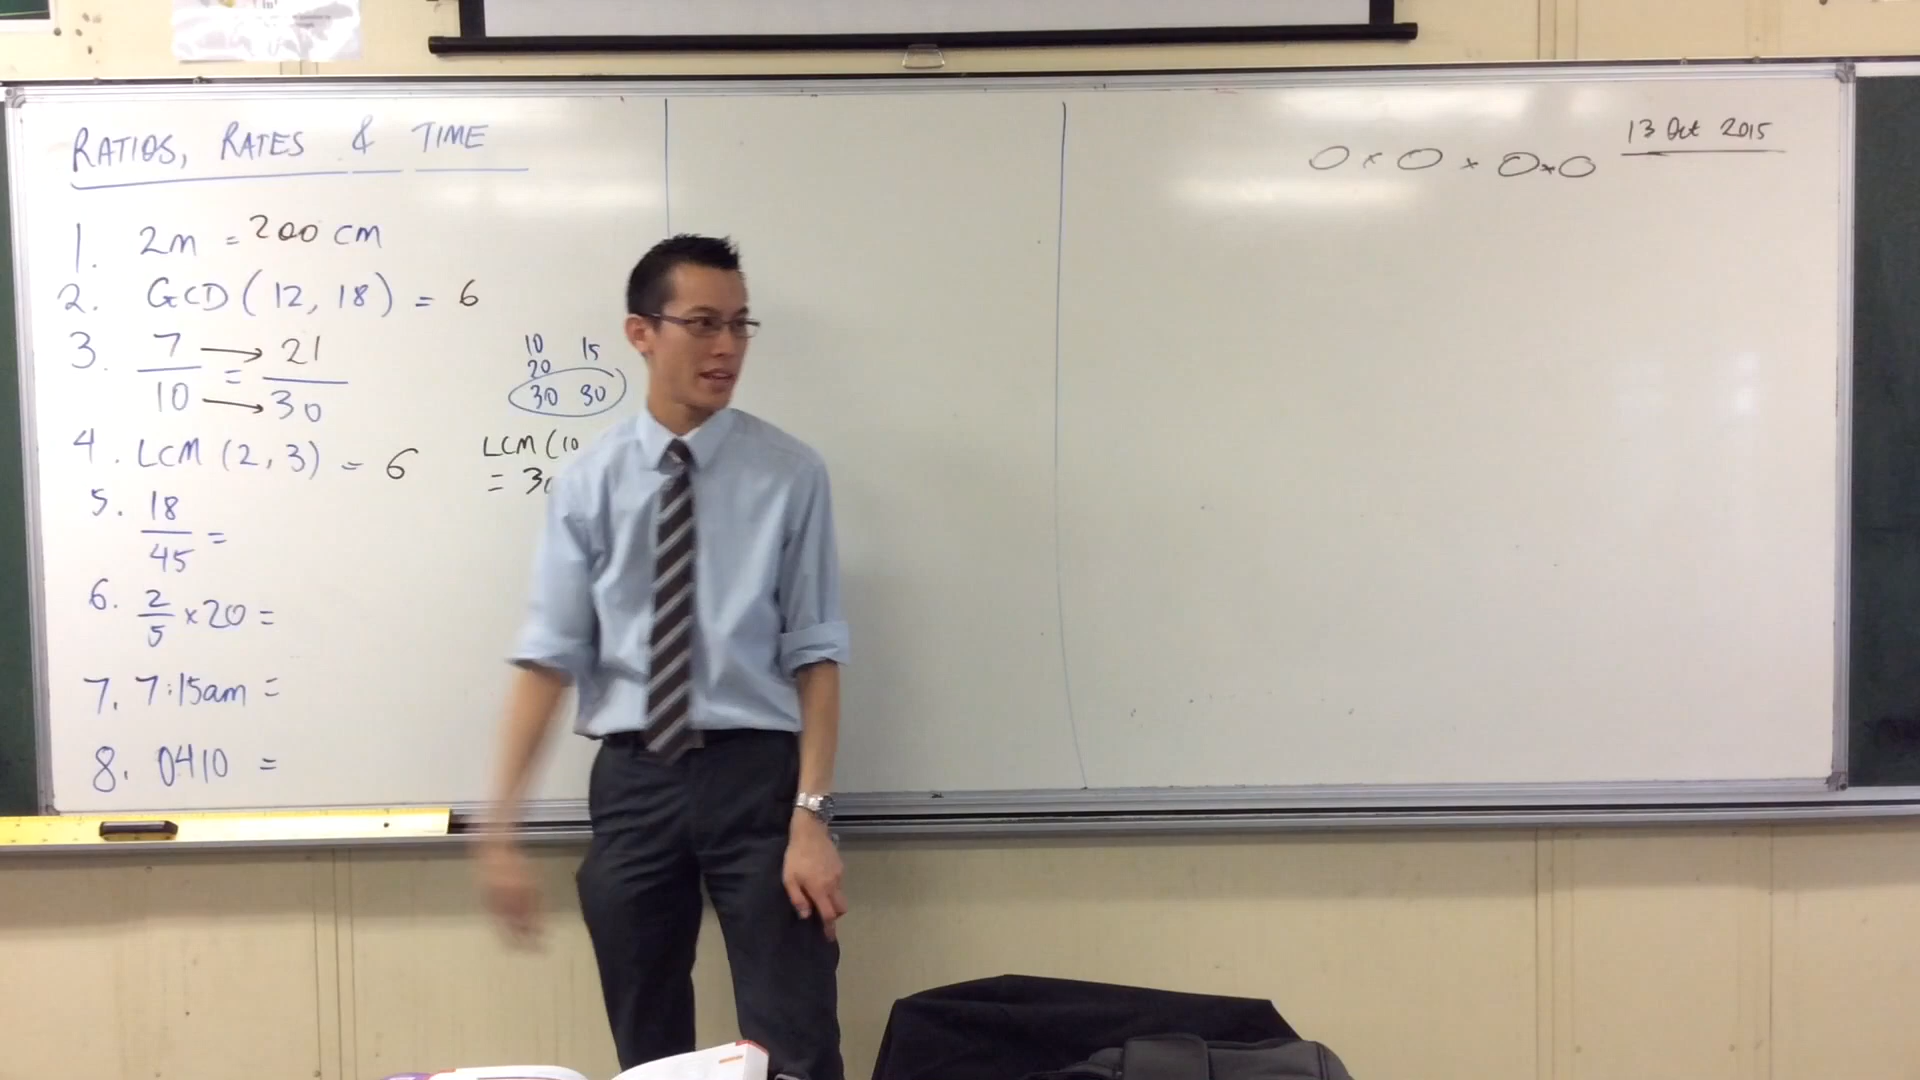 RATIOS, RATES & TIME
1. 2m = 200 cm
2. GCD (12, 18) = 6
3. 7/10 = 21/30
4. LCM (2, 3) = 6
5. 18/45 =
6. 2/5 × 20 =
7. 7:15am =
8. 0410 =
10 15
20
30 30
LCM (10
= 30
13 Oct 2015
O × O × O × O